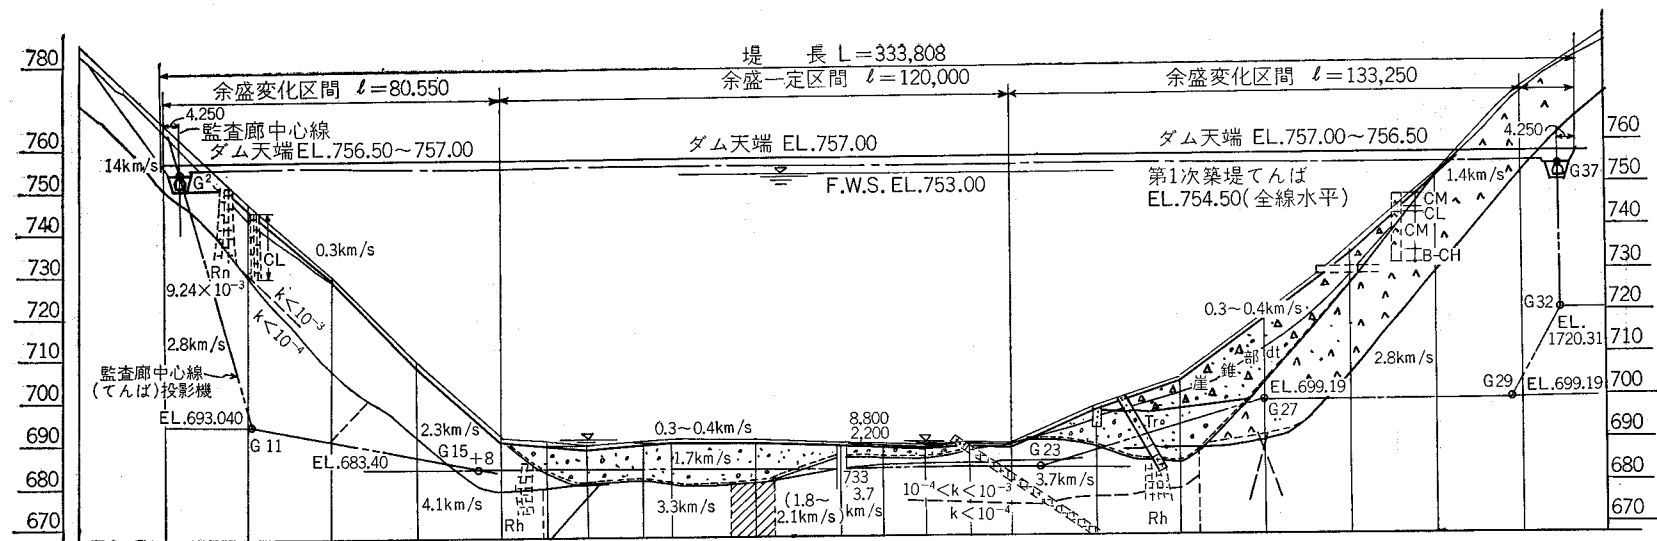 堤 長 L=333,808
余盛変化区間 ℓ=80.550
余盛一定区間 ℓ=120,000
余盛変化区間 ℓ=133,250
4.250
監査廊中心線
ダム天端EL.756.50~757.00
ダム天端 EL.757.00
ダム天端 EL.757.00~756.50
4.250
780
770
760
750
740
730
720
710
700
690
680
670
760
750
740
730
720
710
700
690
680
670
14km/s
G2
F.W.S. EL.753.00
第1次築堤てんば
EL.754.50(全線水平)
1.4km/s
G37
CM
CL
CM
B-CH
CL
0.3km/s
Rn
9.24×10⁻³
k<10⁻³
k<10⁻⁴
0.3~0.4km/s
G32
EL.
1720.31
2.8km/s
2.8km/s
監査廊中心線
(てんば)投影機
崖錐部 dt
EL.693.040
G11
EL.699.19
G27
G29
EL.699.19
Tr
2.3km/s
G15+8
EL.683.40
0.3~0.4km/s
8.800
2,200
G23
1.7km/s
3.7km/s
4.1km/s
Rh
3.3km/s
(1.8~
2.1km/s)
733
3.7
km/s
10⁻⁴<k<10⁻³
k<10⁻⁴
Rh